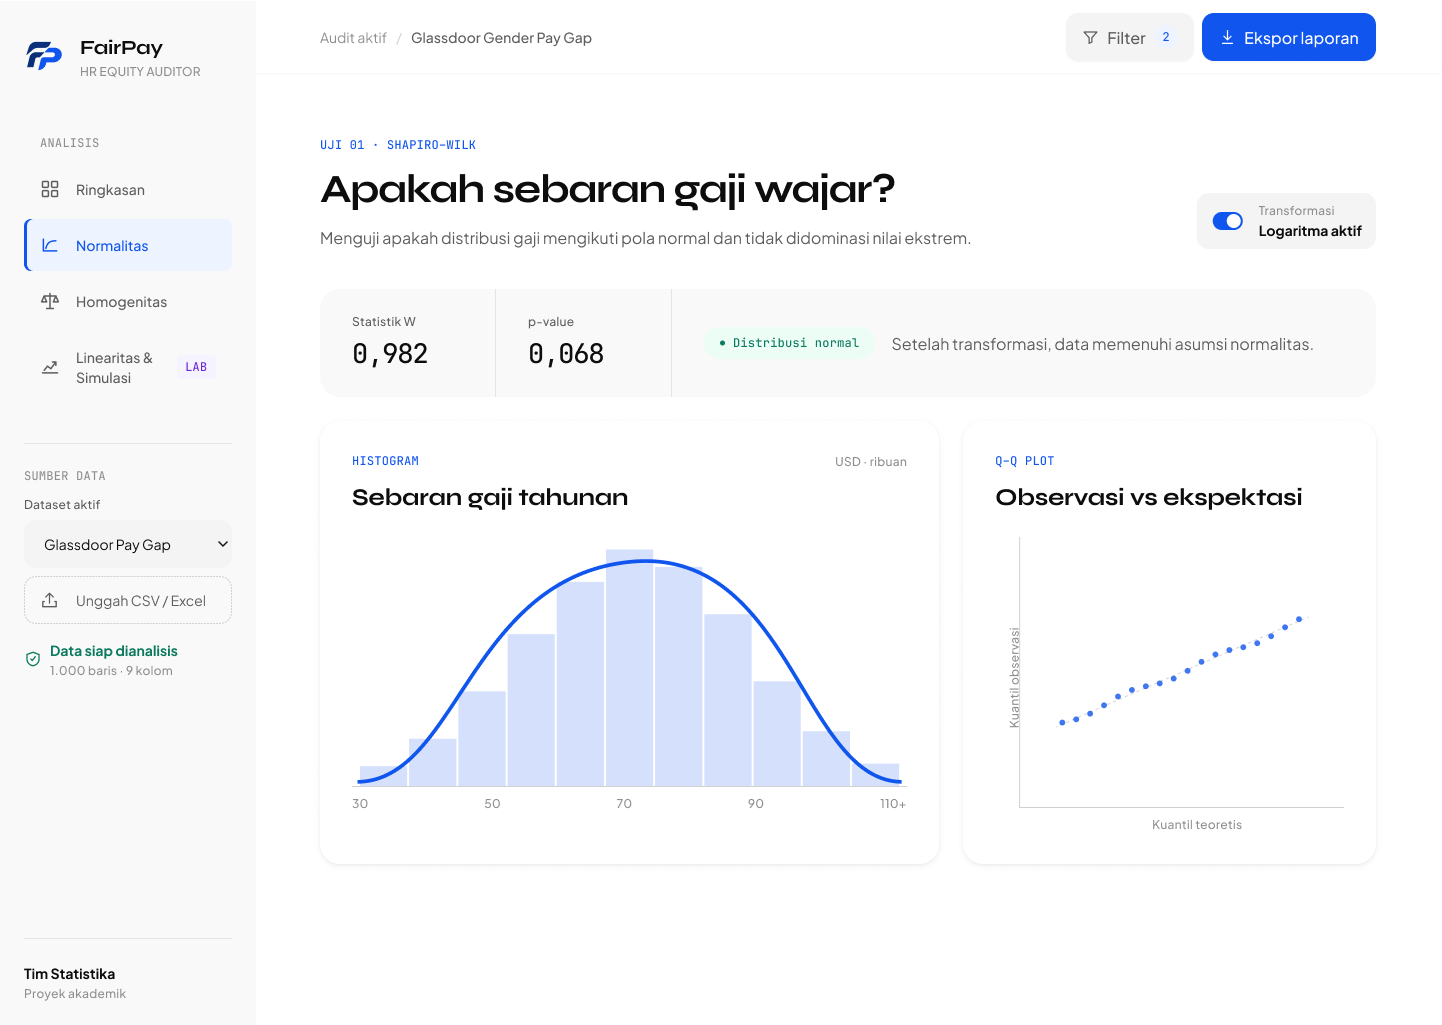 FairPay
HR EQUITY AUDITOR
ANALISIS
Ringkasan
Normalitas
Homogenitas
Linearitas &
Simulasi
LAB
SUMBER DATA
Dataset aktif
Glassdoor Pay Gap
Unggah CSV / Excel
Data siap dianalisis
1.000 baris · 9 kolom
Tim Statistika
Proyek akademik
Audit aktif / Glassdoor Gender Pay Gap
Filter 2
Ekspor laporan
UJI 01 · SHAPIRO-WILK
Apakah sebaran gaji wajar?
Menguji apakah distribusi gaji mengikuti pola normal dan tidak didominasi nilai ekstrem.
Transformasi
Logaritma aktif
Statistik W
0,982
p-value
0,068
Distribusi normal
Setelah transformasi, data memenuhi asumsi normalitas.
HISTOGRAM
USD · ribuan
Sebaran gaji tahunan
30 50 70 90 110+
Q-Q PLOT
Observasi vs ekspektasi
Kuantil observasi
Kuantil teoretis